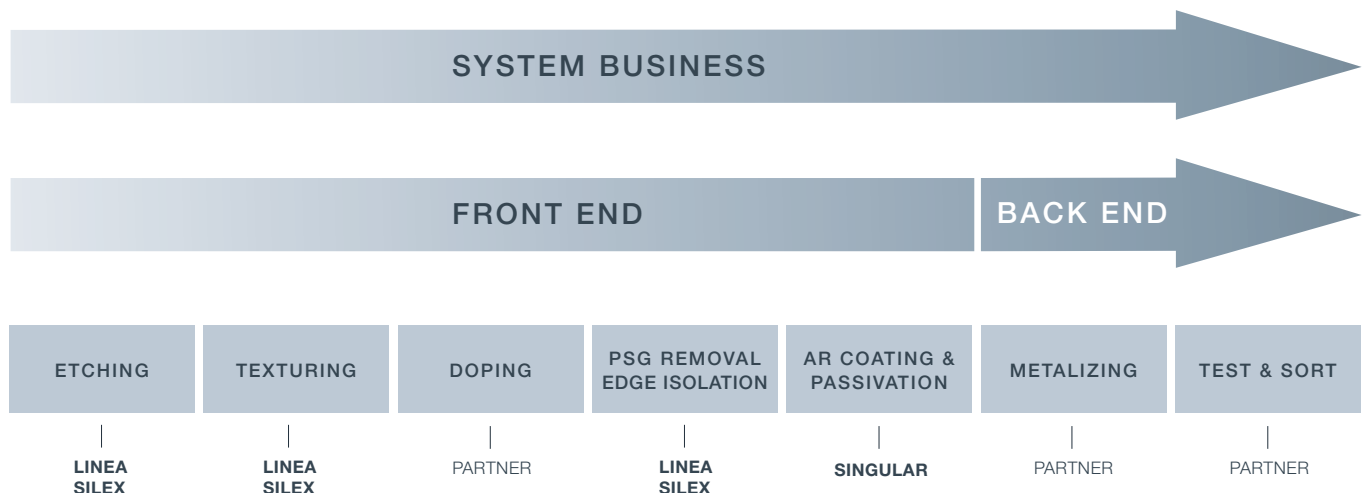 SYSTEM BUSINESS
FRONT END
BACK END
ETCHING
TEXTURING
DOPING
PSG REMOVAL
EDGE ISOLATION
AR COATING &
PASSIVATION
METALIZING
TEST & SORT
LINEA
SILEX
LINEA
SILEX
PARTNER
LINEA
SILEX
SINGULAR
PARTNER
PARTNER